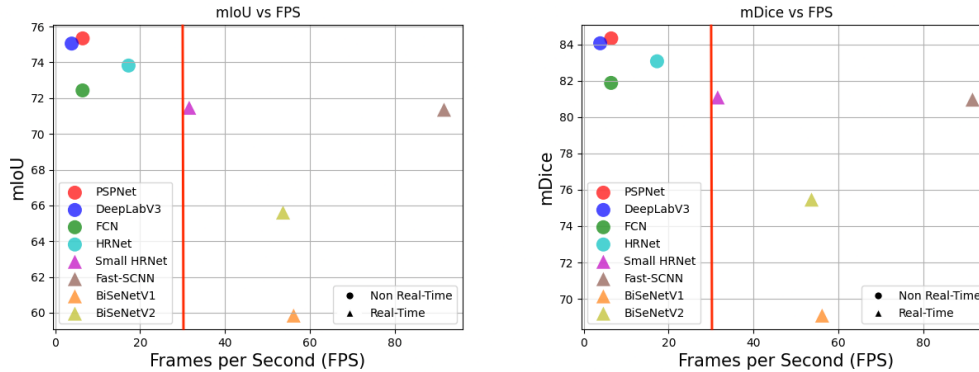 mIoU vs FPS
76
74
72
70
68
66
64
62
60
mIoU
PSPNet
DeepLabV3
FCN
HRNet
Small HRNet
Fast-SCNN
BiSeNetV1
BiSeNetV2
Non Real-Time
Real-Time
0 20 40 60 80
Frames per Second (FPS)
mDice vs FPS
84
82
80
78
76
74
72
70
mDice
PSPNet
DeepLabV3
FCN
HRNet
Small HRNet
Fast-SCNN
BiSeNetV1
BiSeNetV2
Non Real-Time
Real-Time
0 20 40 60 80
Frames per Second (FPS)